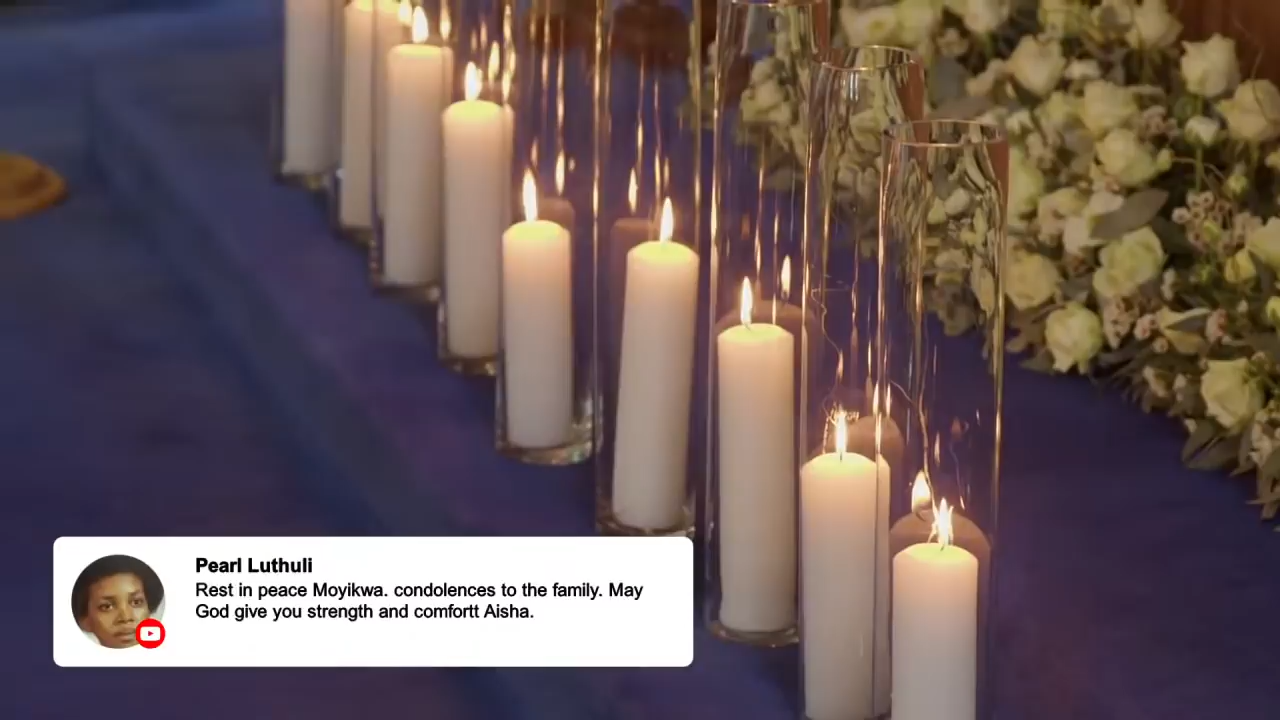 Pearl Luthuli
Rest in peace Moyikwa. condolences to the family. May
God give you strength and comfortt Aisha.